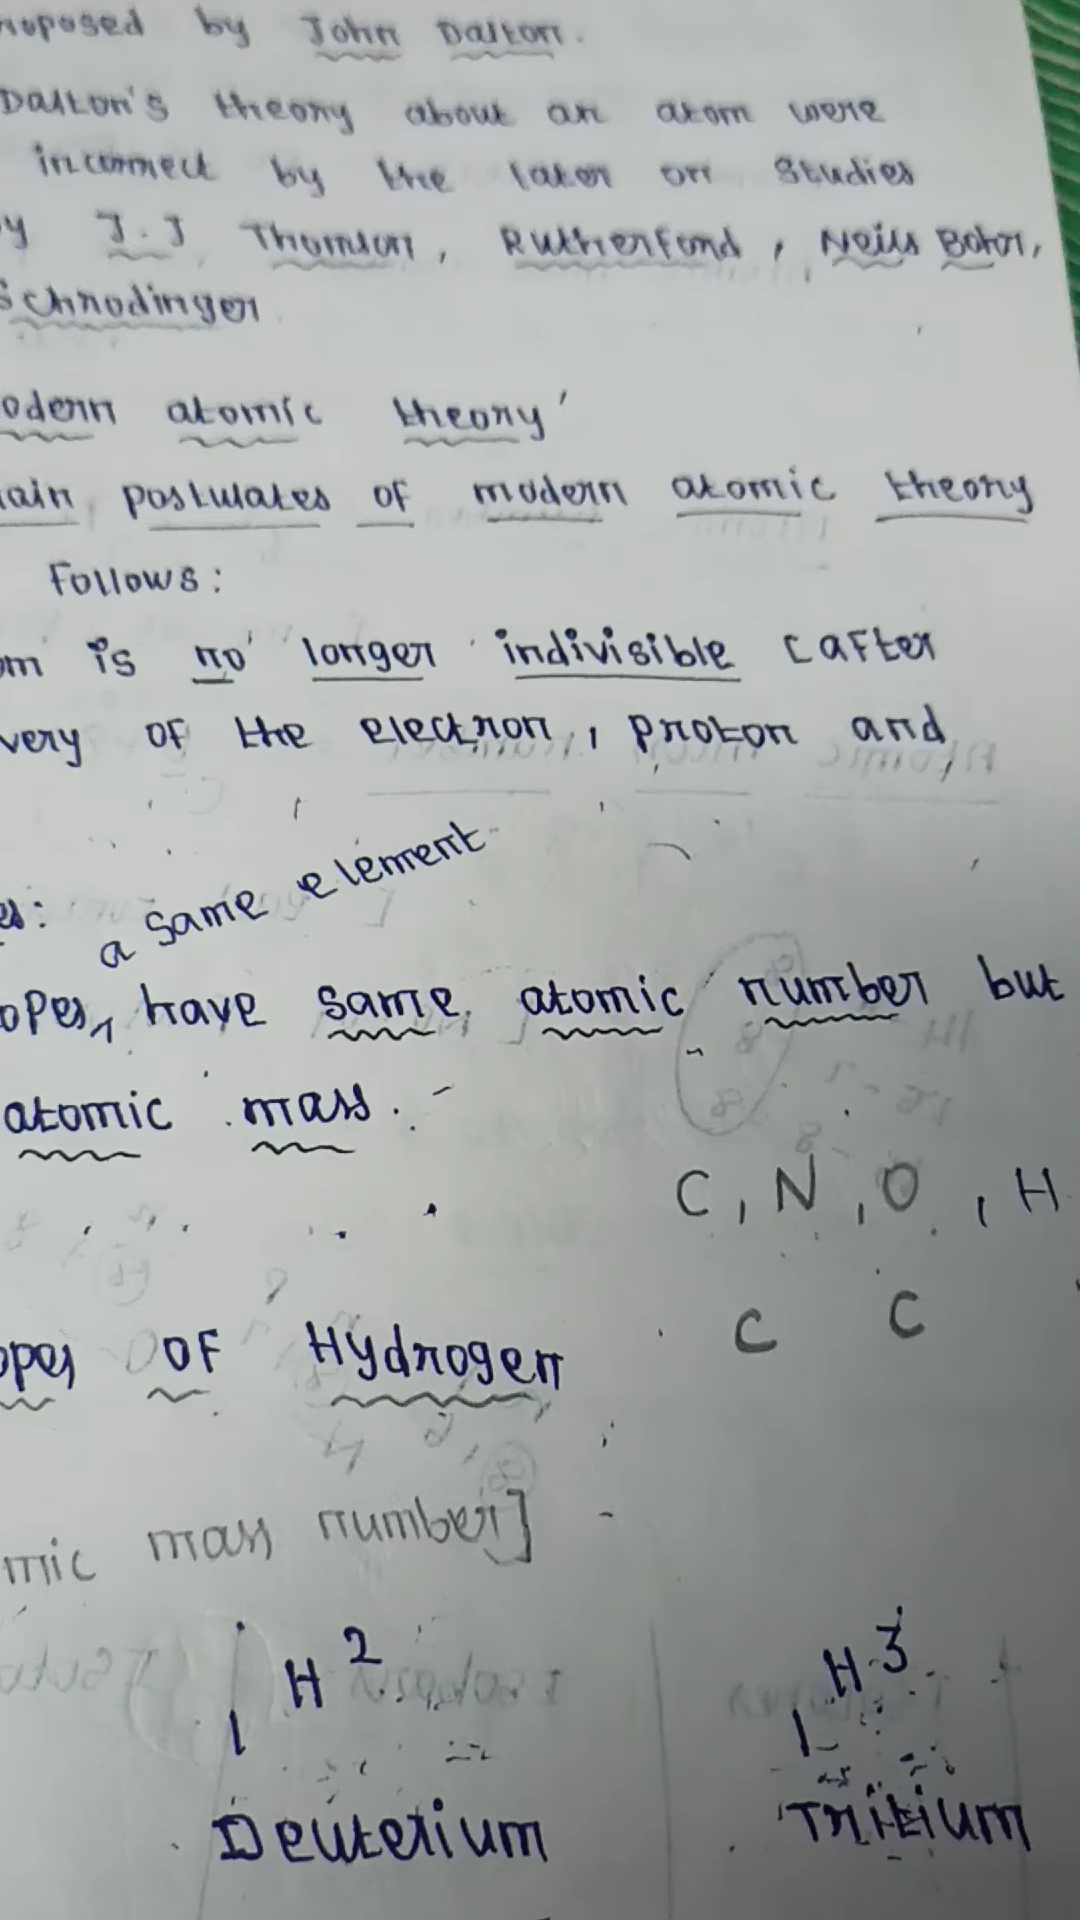 roposed by John Dalton.
Dalton's theory about an atom were
incorrect by the later on studies
y J.J Thomson, Rutherford, Neils Bohr,
Schrodinger
odern atomic theory'
ain postulates of modern atomic theory
Follows:
om is no longer indivisible [after
very of the electron, proton and
es:
a same element
opes, have same atomic number but
atomic mass.
C, N, O, H
C C
opes OF Hydrogen
mic mass number]
1 H 2
1 H 3
Deuterium
Tritium